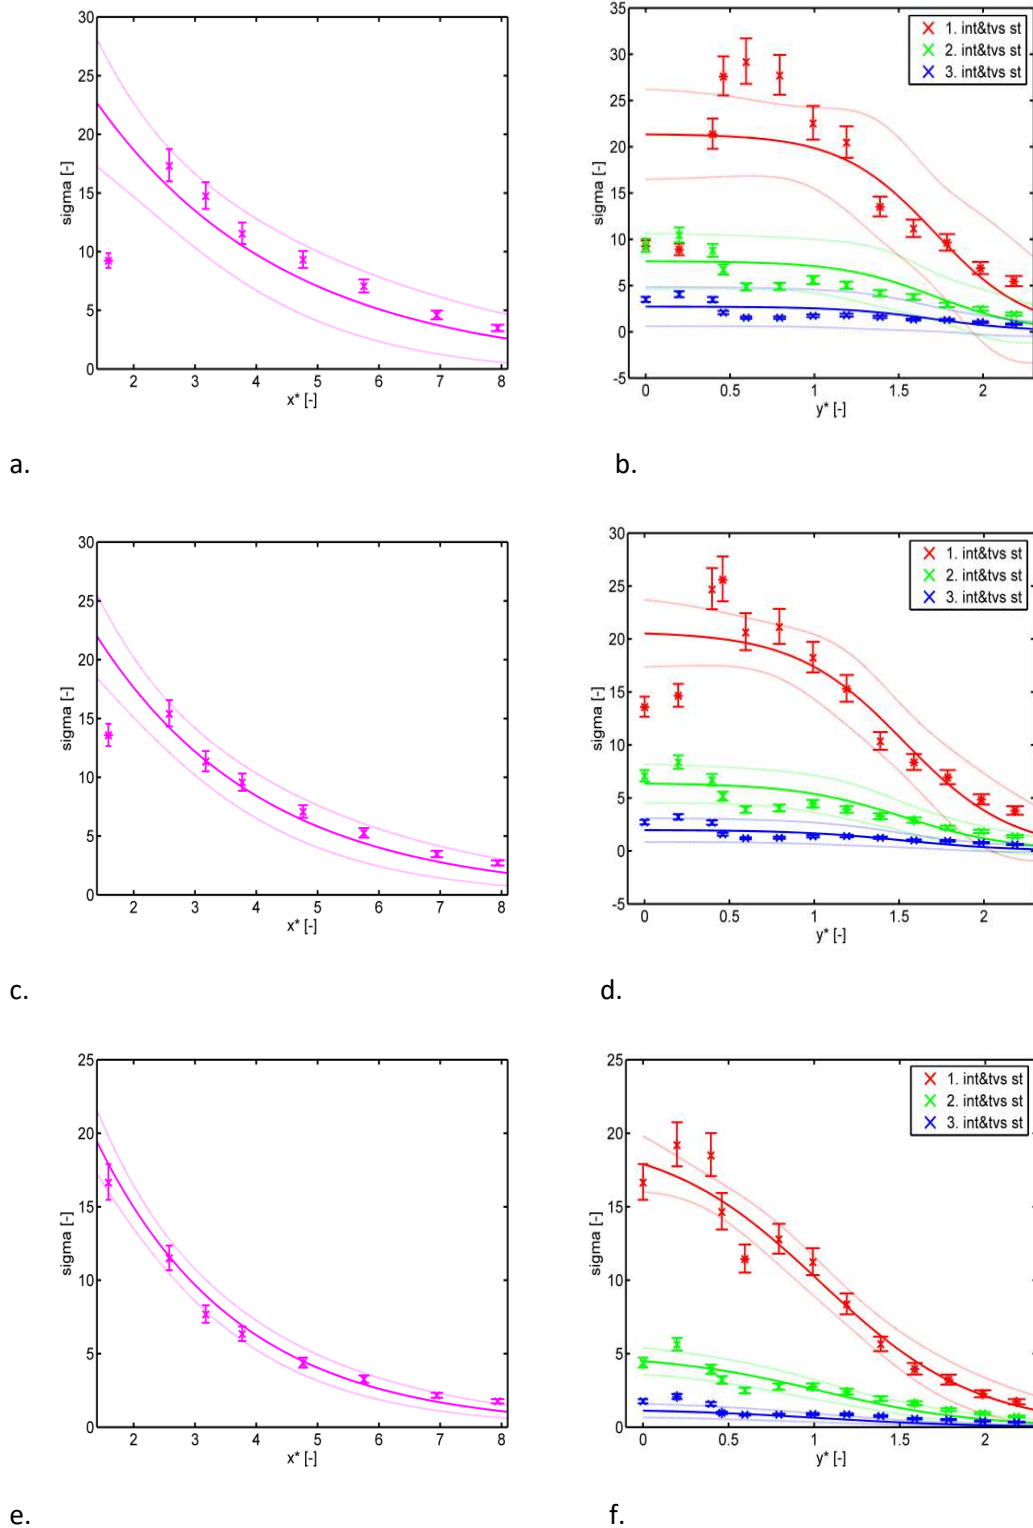 30
25
20
15
10
5
0
sigma [-]
2 3 4 5 6 7 8
x* [-]
a.
35
30
25
20
15
10
5
0
-5
sigma [-]
1. int&tvs st
2. int&tvs st
3. int&tvs st
0 0.5 1 1.5 2
y* [-]
b.
30
25
20
15
10
5
0
sigma [-]
2 3 4 5 6 7 8
x* [-]
c.
30
25
20
15
10
5
0
-5
sigma [-]
1. int&tvs st
2. int&tvs st
3. int&tvs st
0 0.5 1 1.5 2
y* [-]
d.
25
20
15
10
5
0
sigma [-]
2 3 4 5 6 7 8
x* [-]
e.
25
20
15
10
5
0
sigma [-]
1. int&tvs st
2. int&tvs st
3. int&tvs st
0 0.5 1 1.5 2
y* [-]
f.